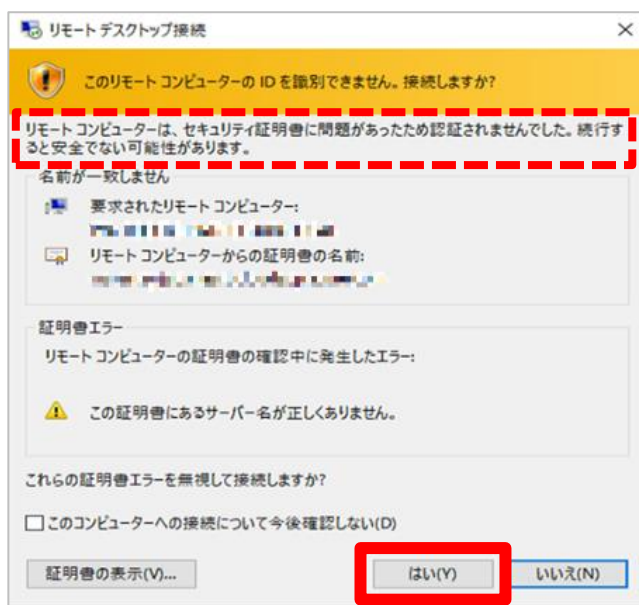 リモート デスクトップ接続
このリモート コンピューターの ID を識別できません。接続しますか?
リモート コンピューターは、セキュリティ証明書に問題があったため認証されませんでした。続行す
ると安全でない可能性があります。
名前が一致しません
要求されたリモート コンピューター:
リモート コンピューターからの証明書の名前:
証明書エラー
リモート コンピューターの証明書の確認中に発生したエラー:
この証明書にあるサーバー名が正しくありません。
これらの証明書エラーを無視して接続しますか?
このコンピューターへの接続について今後確認しない(D)
証明書の表示(V)... はい(Y) いいえ(N)